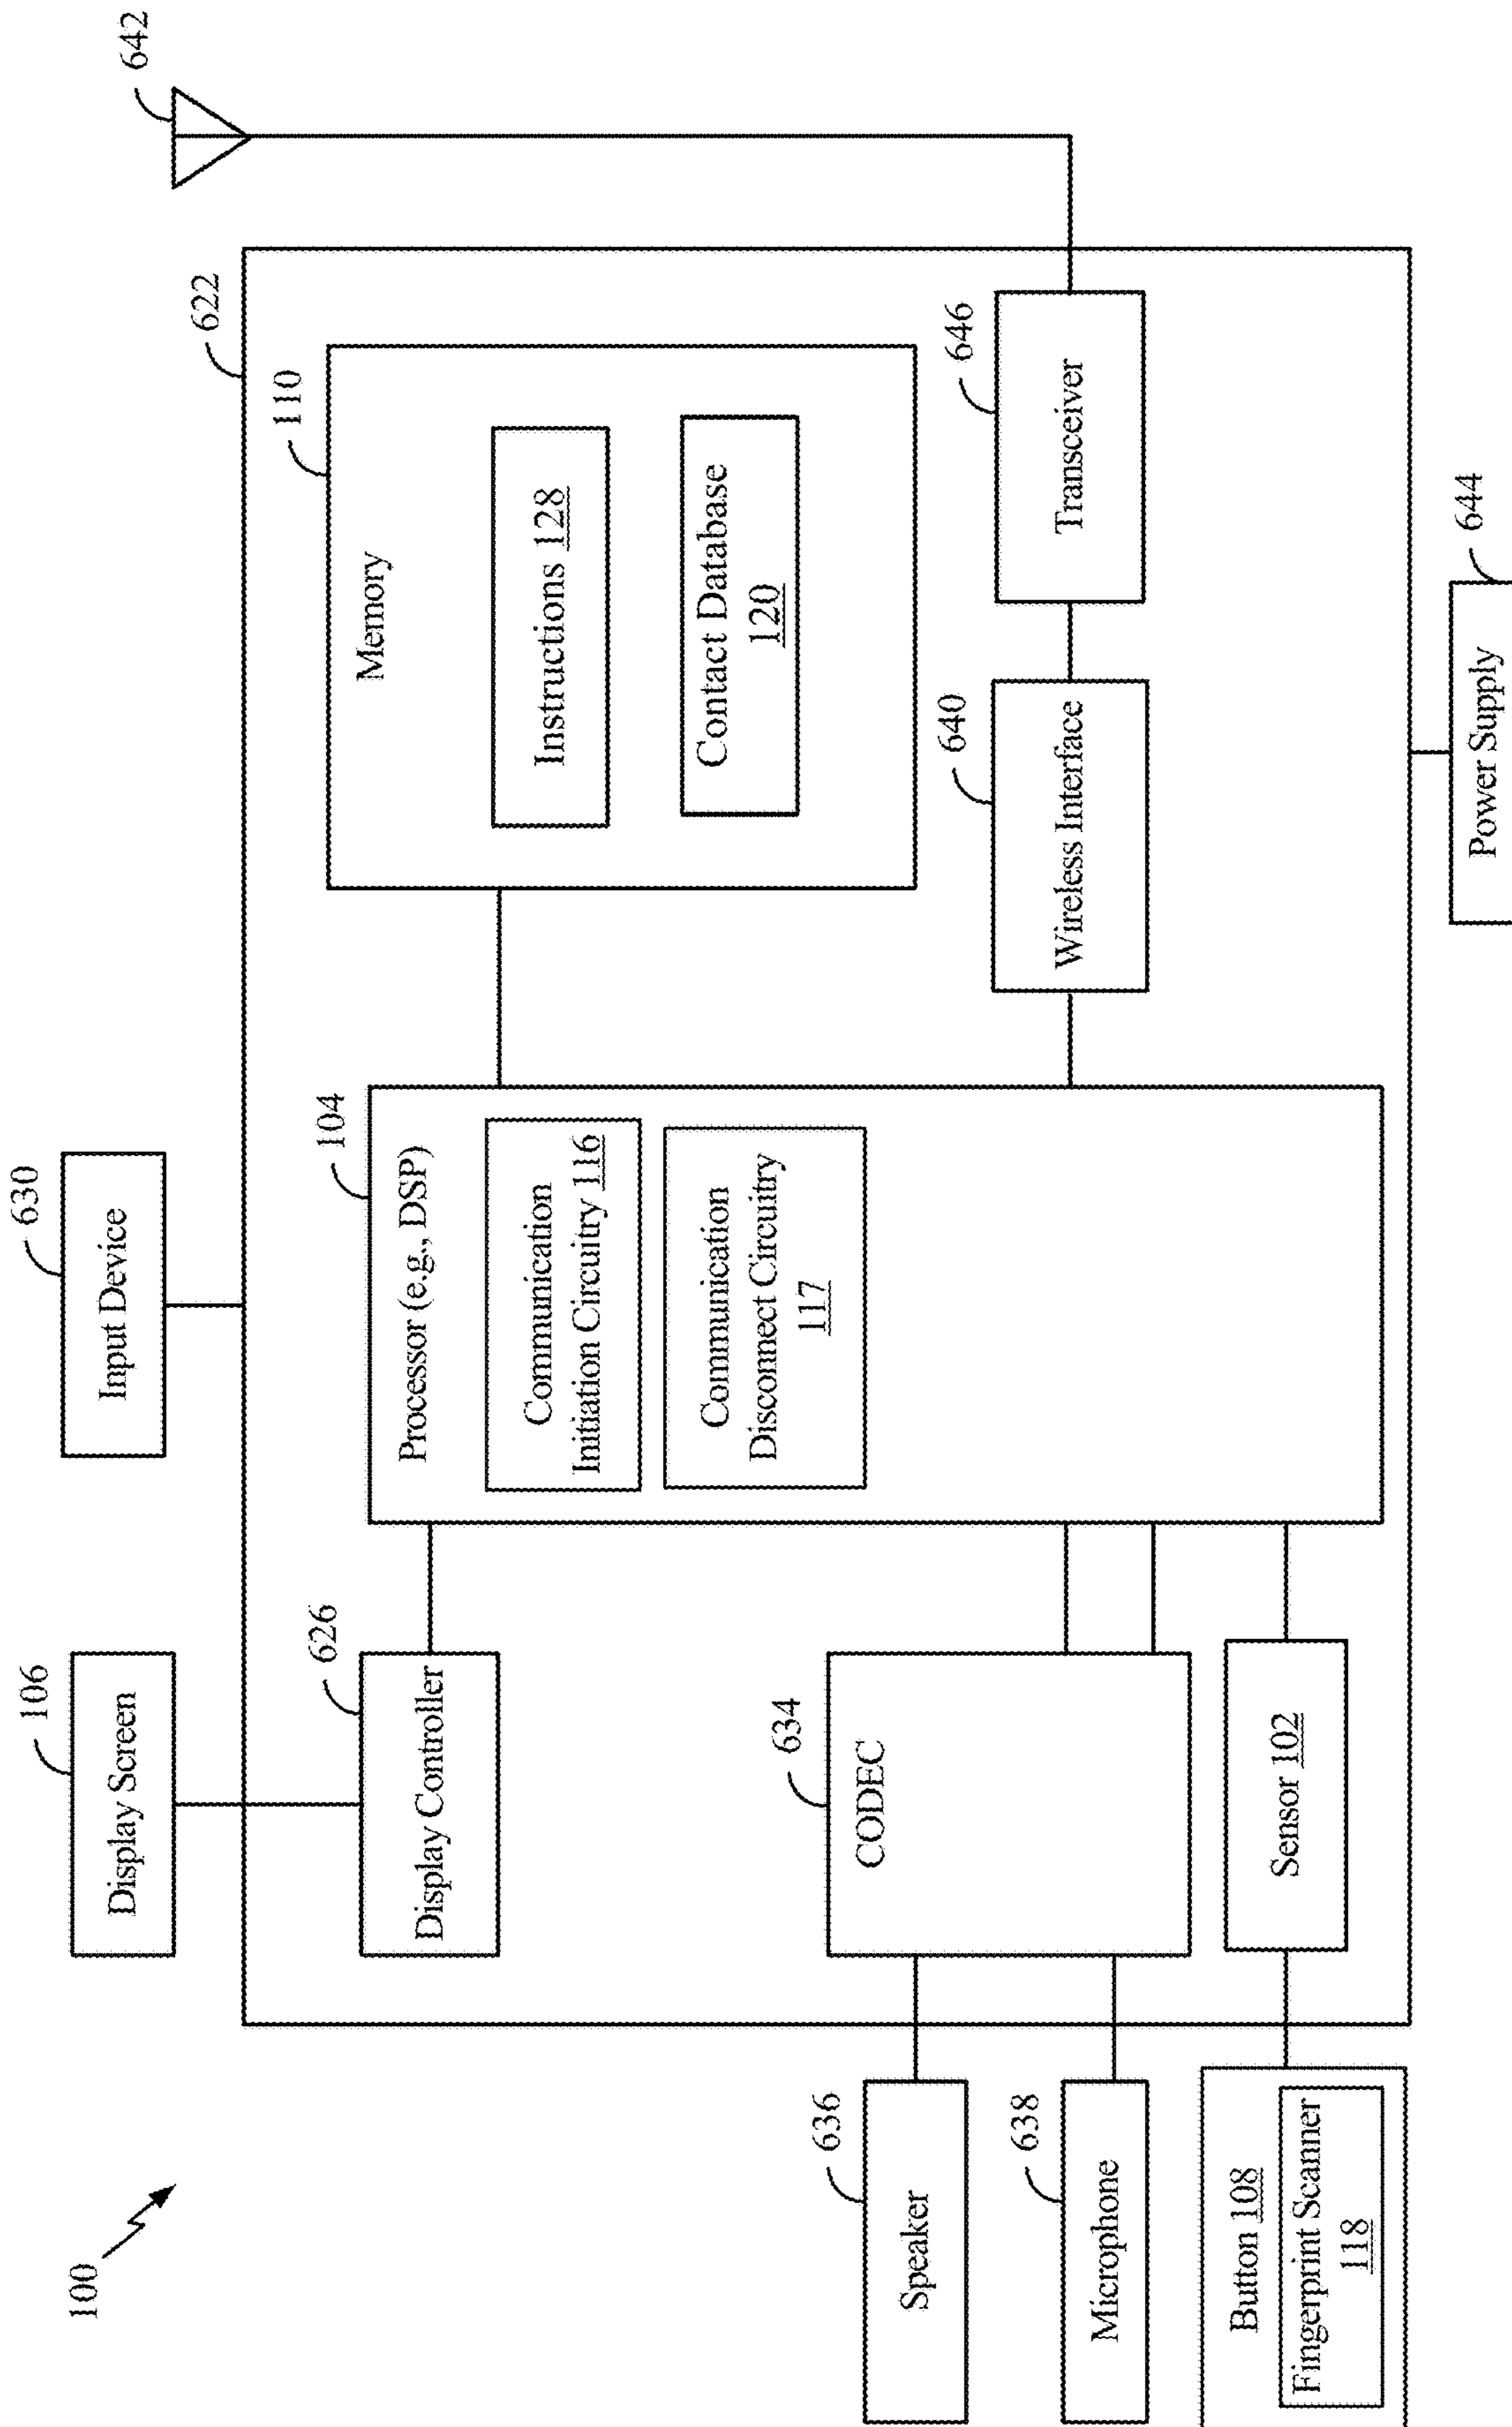 100
106
Display Screen
630
Input Device
642
622
626
Display Controller
104
Processor (e.g., DSP)
Communication
Initiation Circuitry 116
Communication
Disconnect Circuitry
117
110
Memory
Instructions 128
Contact Database
120
636
Speaker
634
CODEC
640
Wireless Interface
646
Transceiver
638
Microphone
Sensor 102
Button 108
Fingerprint Scanner
118
644
Power Supply